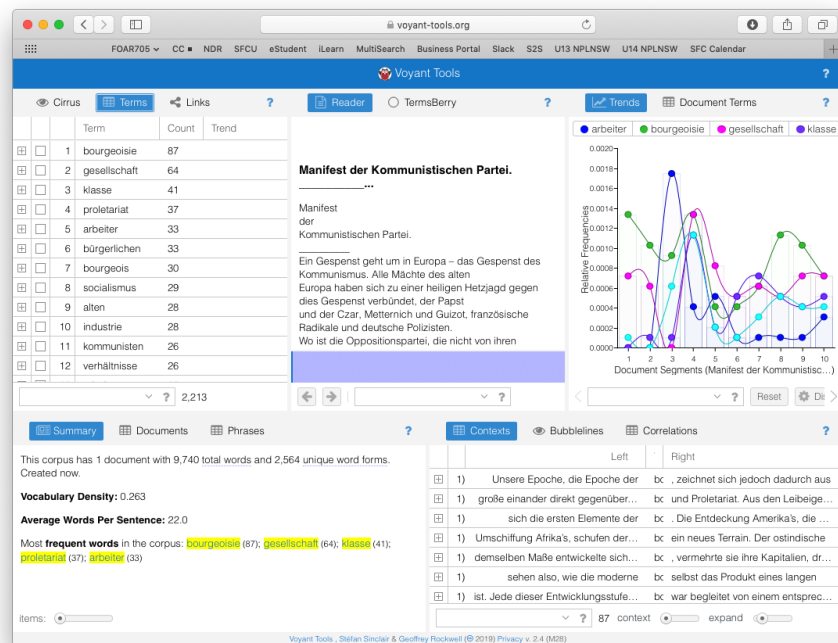 voyant-tools.org
FOAR705 CC NDR SFCU eStudent iLearn MultiSearch Business Portal Slack S2S U13 NPLNSW U14 NPLNSW SFC Calendar +
Voyant Tools ?
Cirrus Terms Links ?
Term Count Trend
1 bourgeoisie 87
2 gesellschaft 64
3 klasse 41
4 proletariat 37
5 arbeiter 33
6 bürgerlichen 33
7 bourgeois 30
8 socialismus 29
9 alten 28
10 industrie 28
11 kommunisten 26
12 verhältnisse 26
? 2,213
Reader TermsBerry ?
Manifest der Kommunistischen Partei.
___________...
Manifest
der
Kommunistischen Partei.
Ein Gespenst geht um in Europa – das Gespenst des
Kommunismus. Alle Mächte des alten
Europa haben sich zu einer heiligen Hetzjagd gegen
dies Gespenst verbündet, der Papst
und der Czar, Metternich und Guizot, französische
Radikale und deutsche Polizisten.
Wo ist die Oppositionspartei, die nicht von ihren
?
Trends Document Terms ?
arbeiter bourgeoisie gesellschaft klasse
Relative Frequencies
0.0020
0.0018
0.0016
0.0014
0.0012
0.0010
0.0008
0.0006
0.0004
0.0002
0.0000
1 2 3 4 5 6 7 8 9 10
Document Segments (Manifest der Kommunistisc...)
? Reset Di
Summary Documents Phrases ?
This corpus has 1 document with 9,740 total words and 2,564 unique word forms.
Created now.
Vocabulary Density: 0.263
Average Words Per Sentence: 22.0
Most frequent words in the corpus: bourgeoisie (87); gesellschaft (64); klasse (41);
proletariat (37); arbeiter (33)
items:
Contexts Bubblelines Correlations ?
Left Right
1) Unsere Epoche, die Epoche der bc , zeichnet sich jedoch dadurch aus
1) große einander direkt gegenüber... bc und Proletariat. Aus den Leibeige...
1) sich die ersten Elemente der bc . Die Entdeckung Amerika's, die ...
1) Umschiffung Afrika's, schufen der... bc ein neues Terrain. Der ostindische
1) demselben Maße entwickelte sich... bc , vermehrte sie ihre Kapitalien, dr...
1) sehen also, wie die moderne bc selbst das Produkt eines langen
1) ist. Jede dieser Entwicklungsstufe... bc war begleitet von einem entsprec...
? 87 context expand
Voyant Tools , Stéfan Sinclair & Geoffrey Rockwell (© 2019) Privacy v. 2.4 (M26)